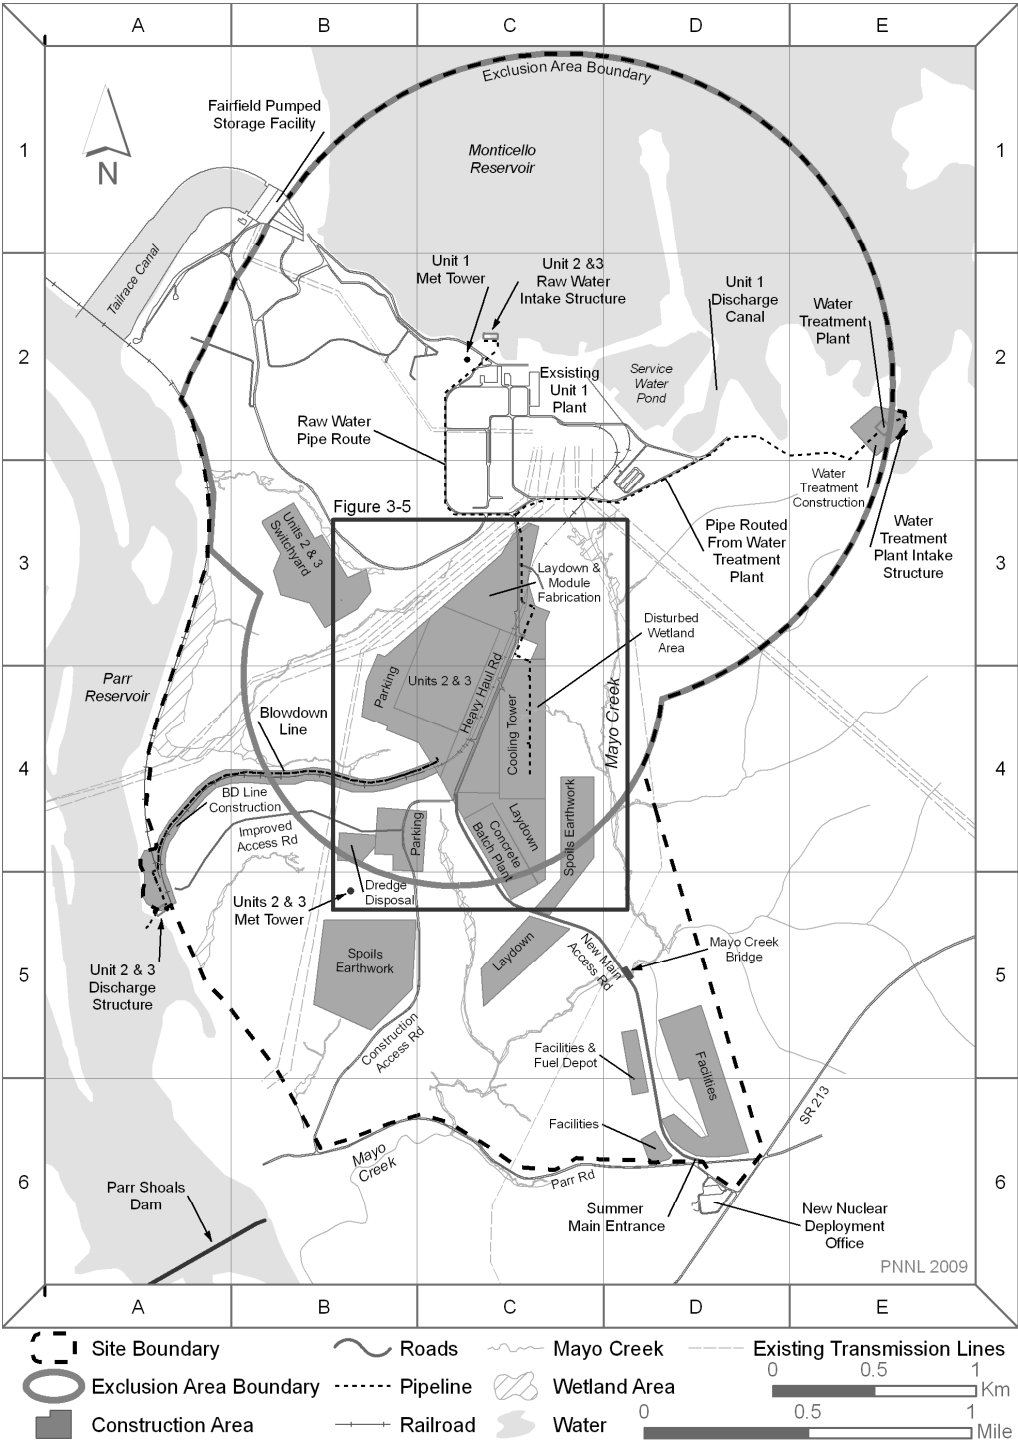 A B C D E
Exclusion Area Boundary
Fairfield Pumped
Storage Facility
1
1
Monticello
Reservoir
N
Tailrace Canal
Unit 1
Met Tower
Unit 2 &3
Raw Water
Intake Structure
Unit 1
Discharge
Canal
Water
Treatment
Plant
2
2
Exsisting
Unit 1
Plant
Service
Water
Pond
Raw Water
Pipe Route
Water
Treatment
Construction
Figure 3-5
Units 2 & 3
Switchyard
Pipe Routed
From Water
Treatment
Plant
Water
Treatment
Plant Intake
Structure
3
3
Laydown &
Module
Fabrication
Disturbed
Wetland
Area
Parr
Reservoir
Parking
Units 2 & 3
Heavy Haul Rd
Cooling Tower
Mayo Creek
Blowdown
Line
4
4
BD Line
Construction
Improved
Access Rd
Parking
Laydown
Concrete
Batch Plant
Spoils Earthwork
Dredge
Disposal
Units 2 & 3
Met Tower
Spoils
Earthwork
Laydown
New Main
Access Rd
Mayo Creek
Bridge
5
5
Unit 2 & 3
Discharge
Structure
Construction
Access Rd
Facilities &
Fuel Depot
Facilities
SR 213
Facilities
Mayo
Creek
Parr Rd
6
6
Parr Shoals
Dam
Summer
Main Entrance
New Nuclear
Deployment
Office
PNNL 2009
A B C D E
Site Boundary Roads Mayo Creek Existing Transmission Lines
Exclusion Area Boundary Pipeline Wetland Area
0 0.5 1
Km
Construction Area Railroad Water
0 0.5 1
Mile